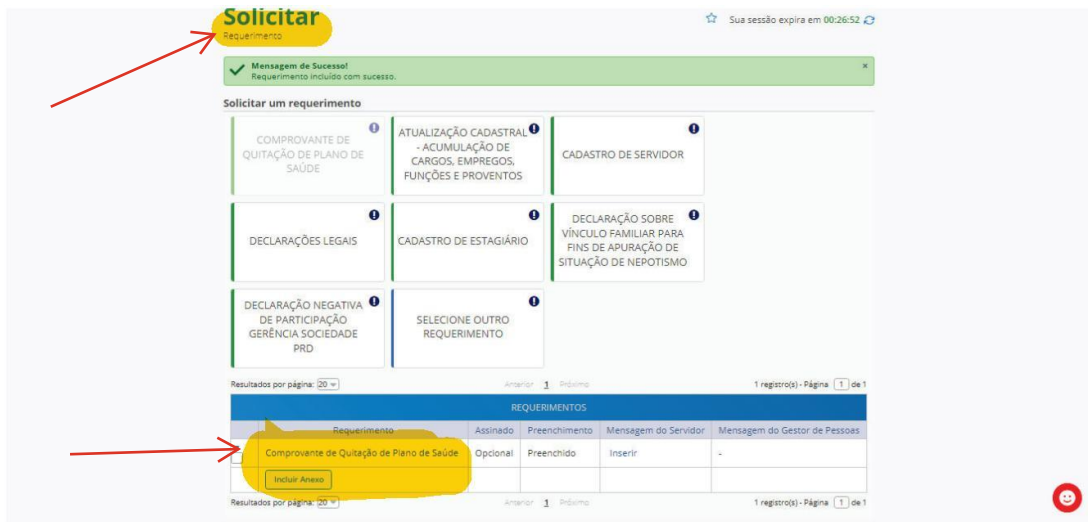 Solicitar
Requerimento
Sua sessão expira em 00:26:52
Mensagem de Sucesso!
Requerimento incluído com sucesso.
×
Solicitar um requerimento
COMPROVANTE DE
QUITAÇÃO DE PLANO DE
SAÚDE
ATUALIZAÇÃO CADASTRAL
- ACUMULAÇÃO DE
CARGOS, EMPREGOS,
FUNÇÕES E PROVENTOS
CADASTRO DE SERVIDOR
DECLARAÇÕES LEGAIS
CADASTRO DE ESTAGIÁRIO
DECLARAÇÃO SOBRE
VÍNCULO FAMILIAR PARA
FINS DE APURAÇÃO DE
SITUAÇÃO DE NEPOTISMO
DECLARAÇÃO NEGATIVA
DE PARTICIPAÇÃO
GERÊNCIA SOCIEDADE
PRD
SELECIONE OUTRO
REQUERIMENTO
Resultados por página: 20 Anterior 1 Próximo 1 registro(s) - Página 1 de 1
REQUERIMENTOS
Requerimento Assinado Preenchimento Mensagem do Servidor Mensagem do Gestor de Pessoas
Comprovante de Quitação de Plano de Saúde Opcional Preenchido Inserir -
Incluir Anexo
Resultados por página: 20 Anterior 1 Próximo 1 registro(s) - Página 1 de 1